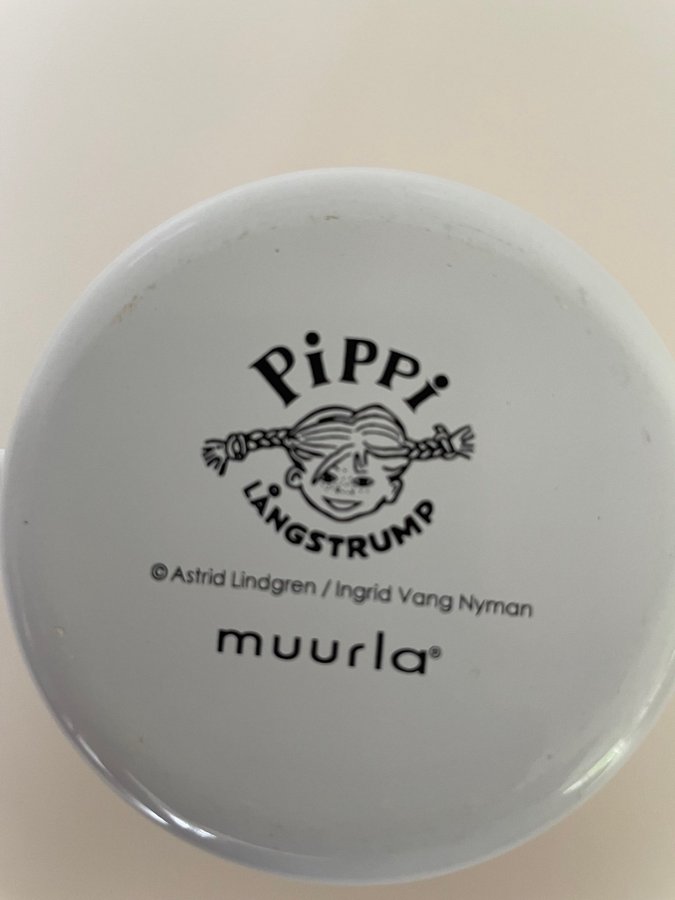 PiPPi
LÅNGSTRUMP
© Astrid Lindgren / Ingrid Vang Nyman
muurla®